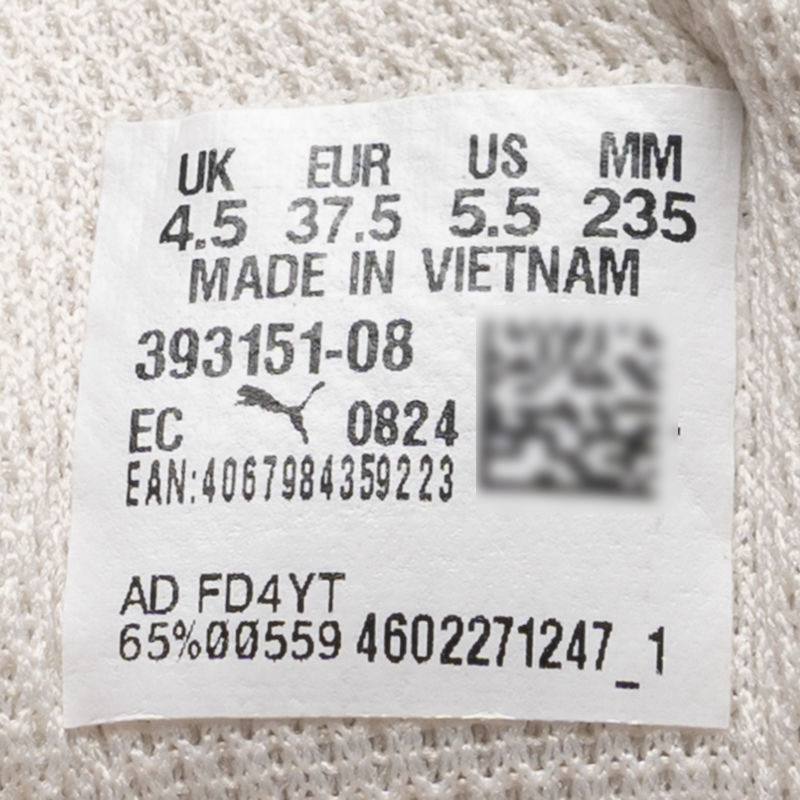 UK EUR US MM
4.5 37.5 5.5 235
MADE IN VIETNAM
393151-08
EC 0824
EAN:4067984359223
AD FD4YT
65%00559 4602271247_1